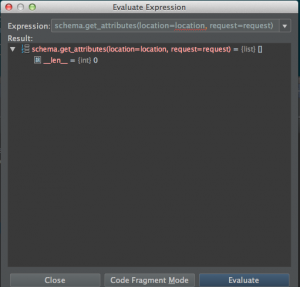 Evaluate Expression
Expression: schema.get_attributes(location=location, request=request)
Result:
schema.get_attributes(location=location, request=request) = {list} []
__len__ = {int} 0
Close Code Fragment Mode Evaluate